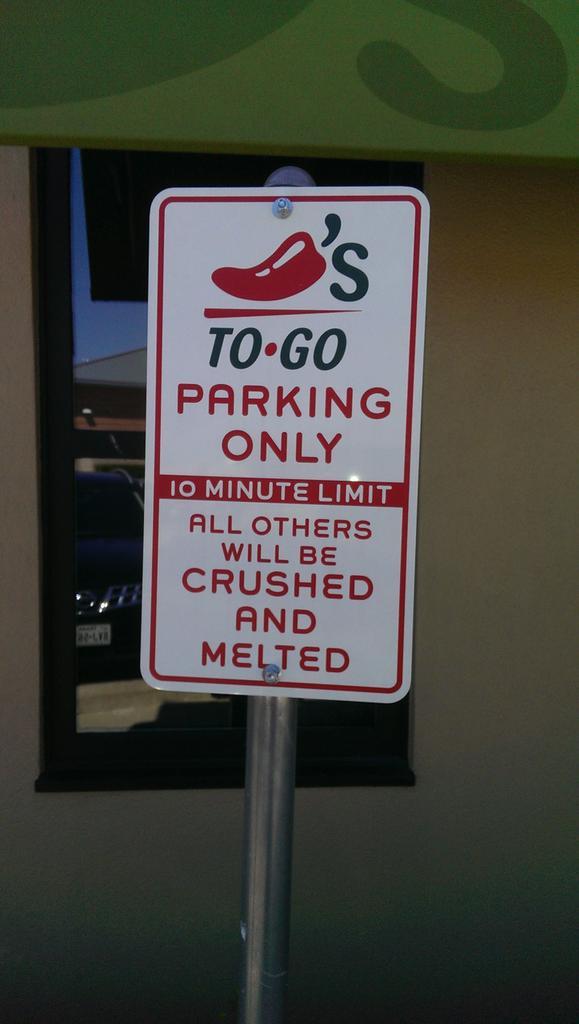 's
TO•GO
PARKING
ONLY
10 MINUTE LIMIT
ALL OTHERS
WILL BE
CRUSHED
AND
MELTED